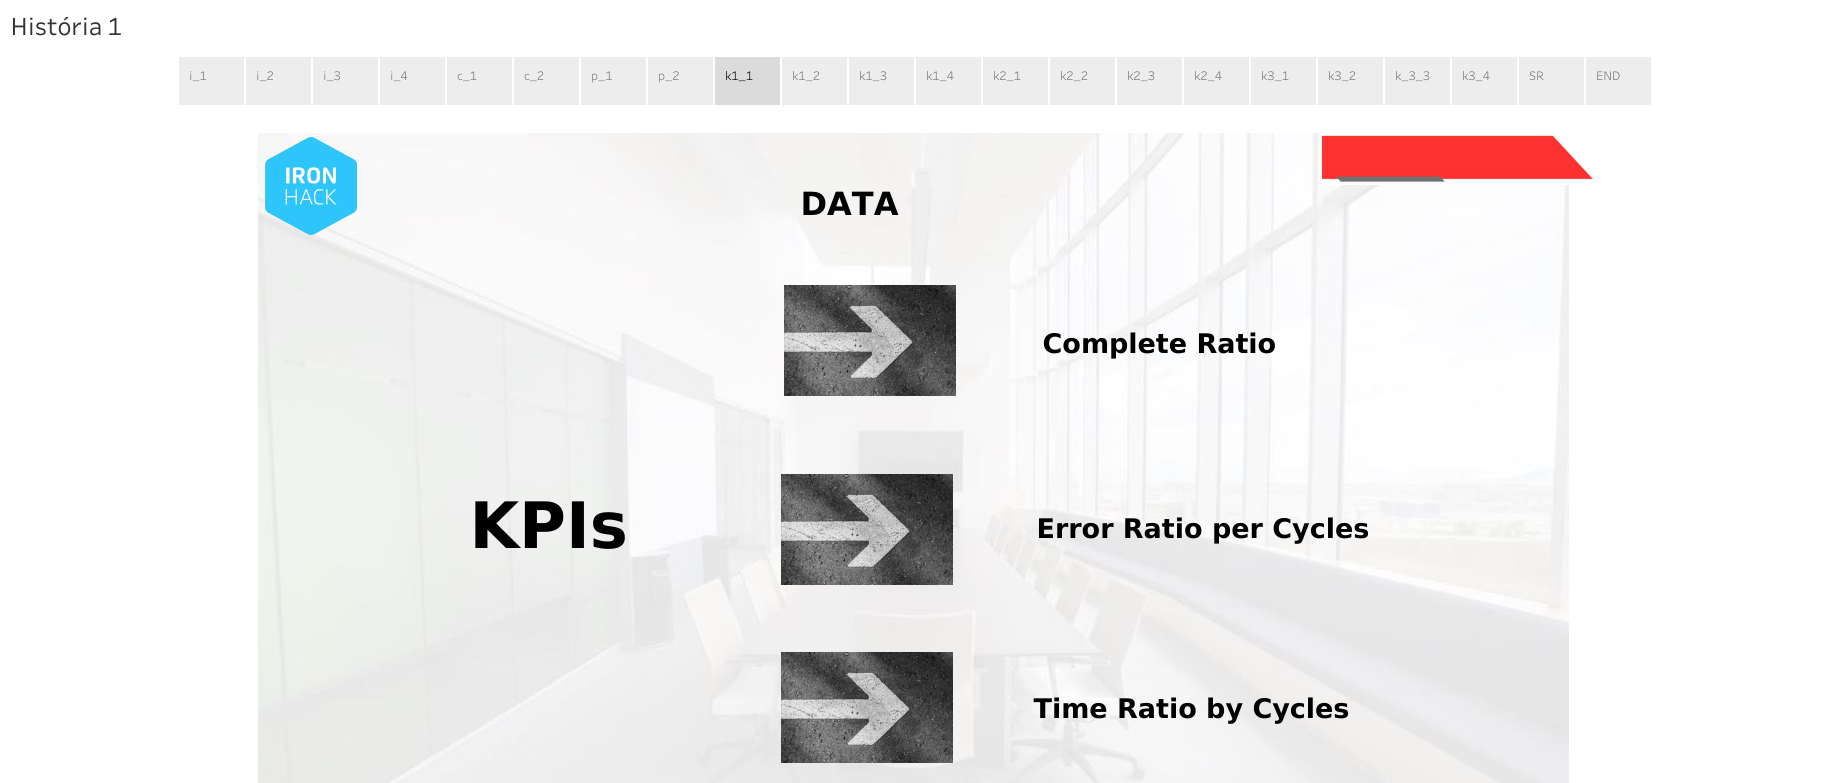 História 1
i_1
i_2
i_3
i_4
c_1
c_2
p_1
p_2
k1_1
k1_2
k1_3
k1_4
k2_1
k2_2
k2_3
k2_4
k3_1
k3_2
k_3_3
k3_4
SR
END
IRON
HACK
DATA
Complete Ratio
KPIs
Error Ratio per Cycles
Time Ratio by Cycles